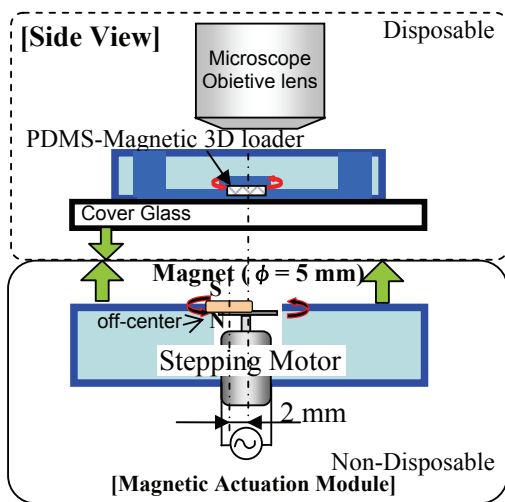 Disposable
[Side View]
Microscope
Obietive lens
PDMS-Magnetic 3D loader
Cover Glass
Magnet ( ϕ = 5 mm)
S
off-center
N
Stepping Motor
2 mm
Non-Disposable
[Magnetic Actuation Module]